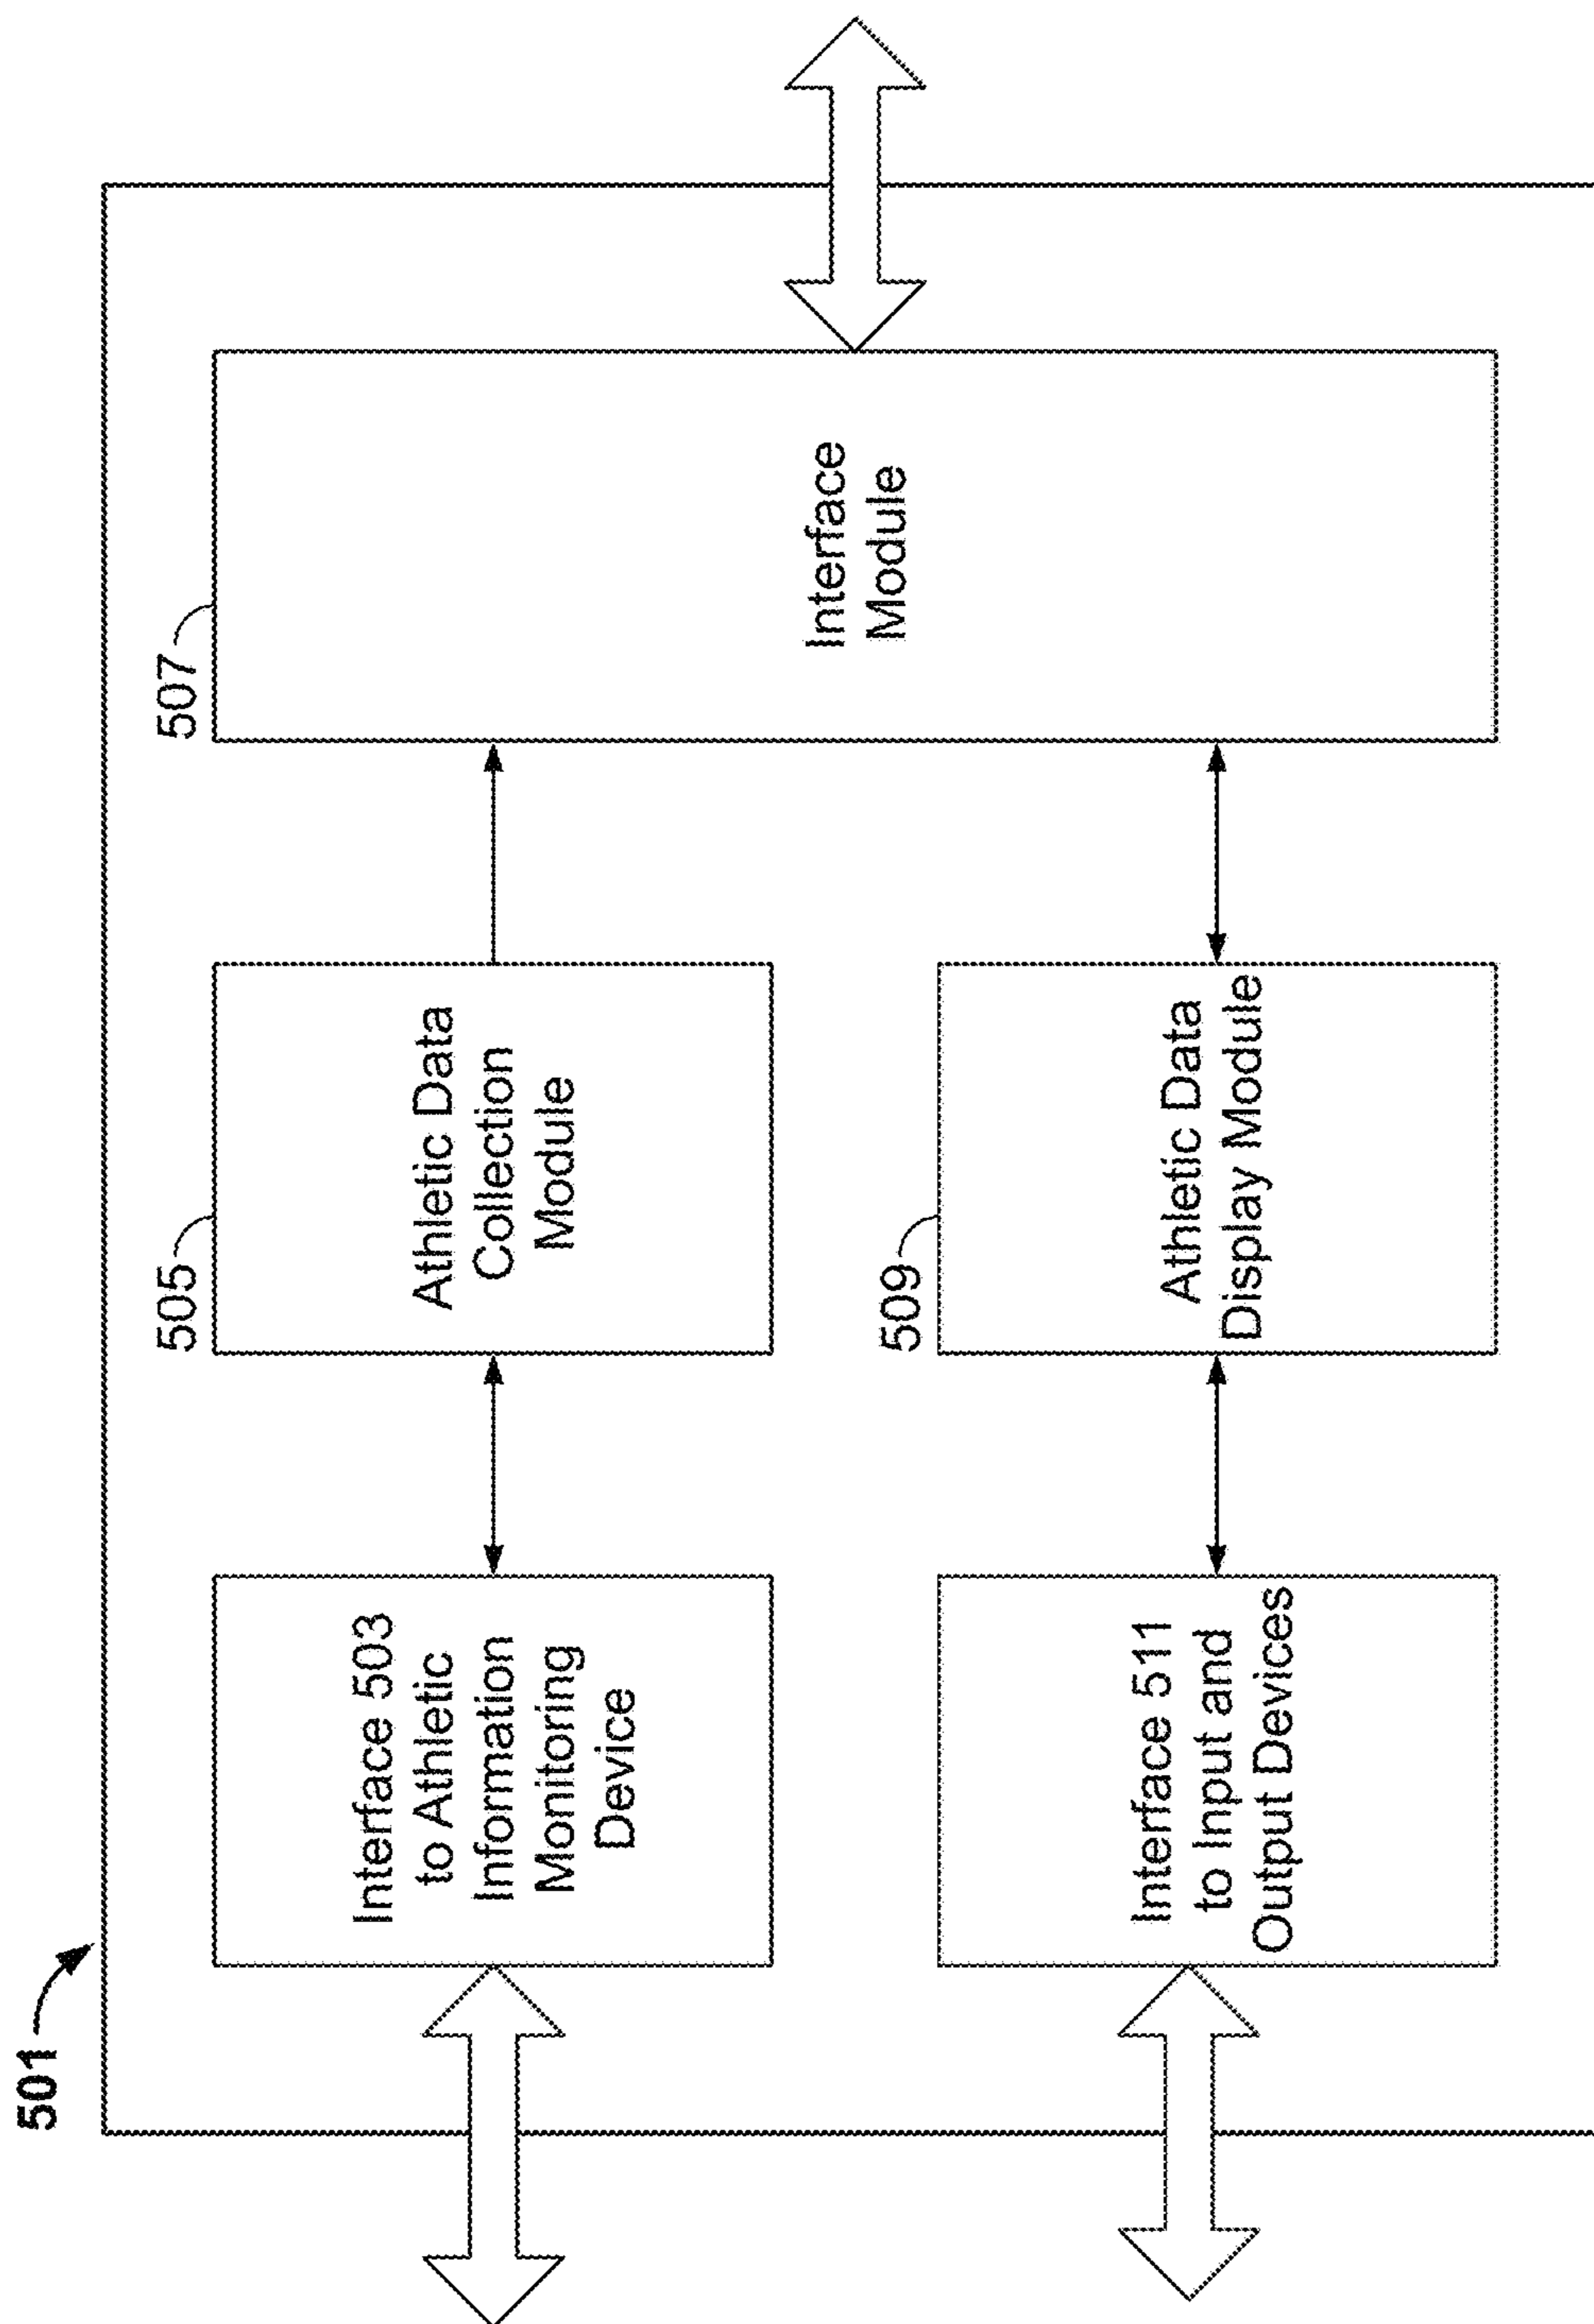 501
Interface 503
to Athletic
Information
Monitoring
Device
505
Athletic Data
Collection
Module
507
Interface
Module
Interface 511
to Input and
Output Devices
509
Athletic Data
Display Module